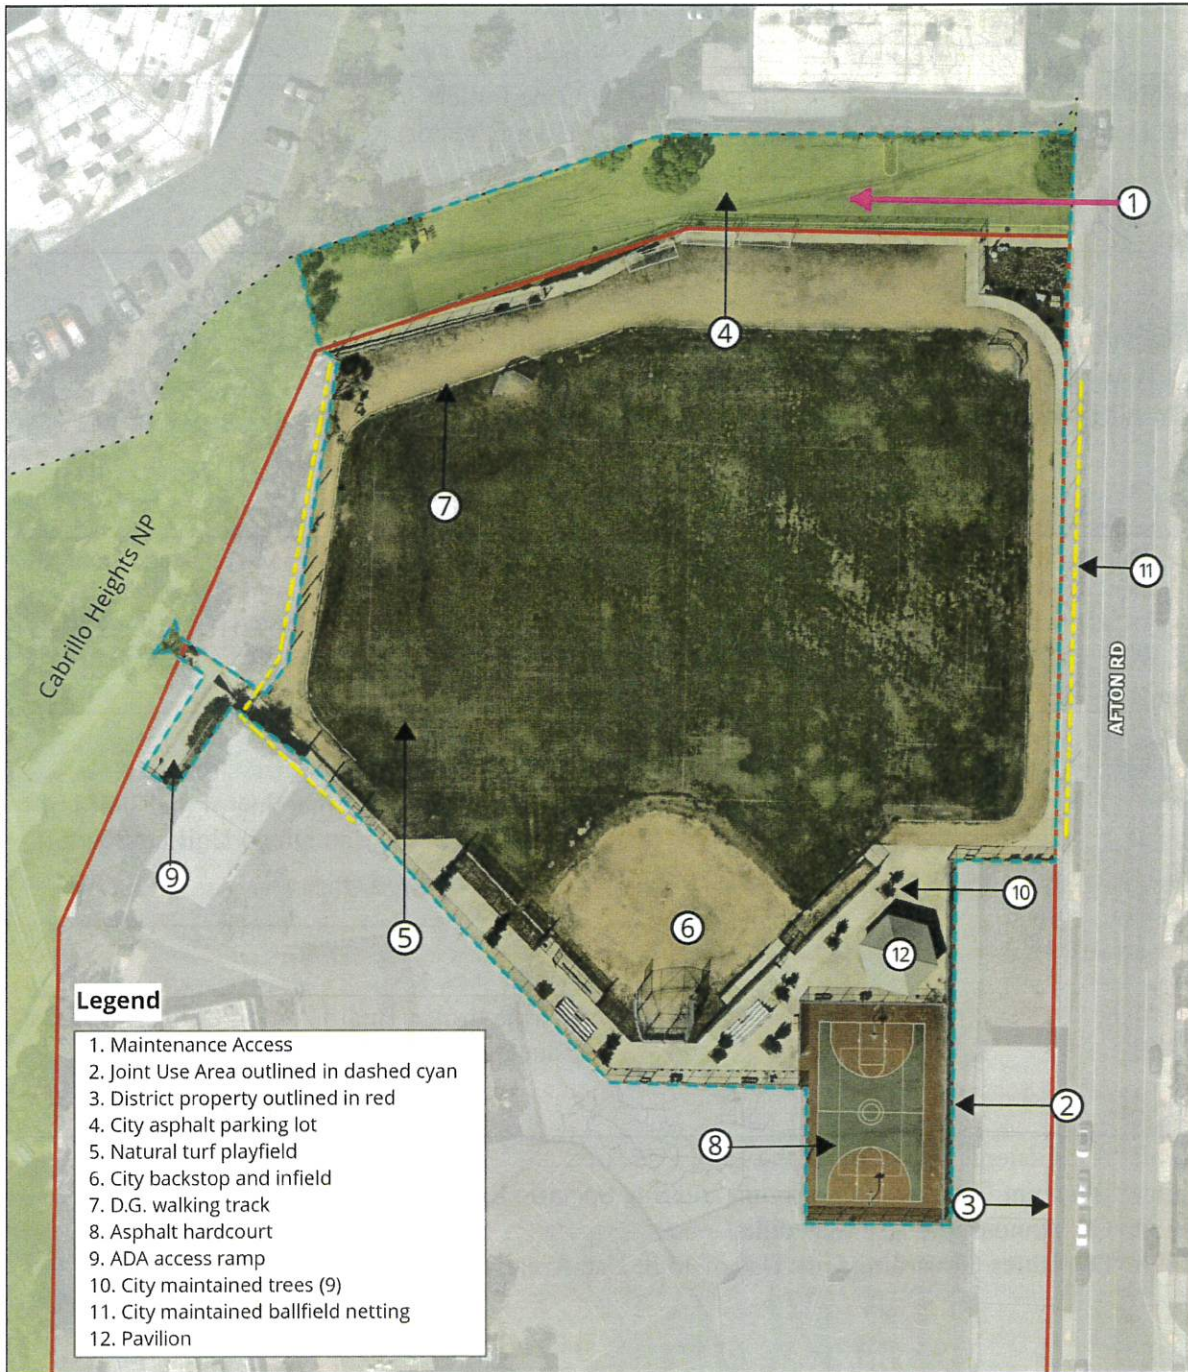 1
4
7
Cabrillo Heights NP
11
AFTON RD
9
5
10
6
12
Legend
1. Maintenance Access
2. Joint Use Area outlined in dashed cyan
3. District property outlined in red
4. City asphalt parking lot
5. Natural turf playfield
6. City backstop and infield
7. D.G. walking track
8. Asphalt hardcourt
9. ADA access ramp
10. City maintained trees (9)
11. City maintained ballfield netting
12. Pavilion
2
8
3